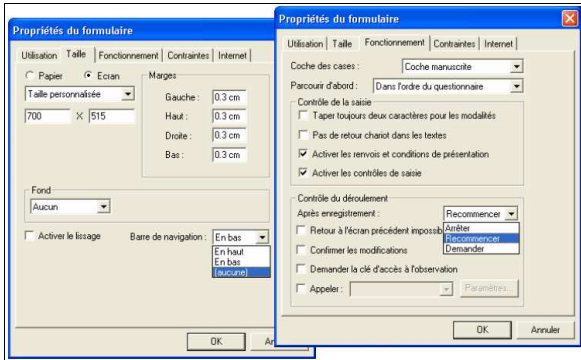 Propriétés du formulaire
Utilisation Taille Fonctionnement Contraintes Internet
Papier Ecran
Taille personnalisée
700 X 515
Marges
Gauche : 0.3 cm
Haut : 0.3 cm
Droite : 0.3 cm
Bas : 0.3 cm
Fond
Aucun
Activer le lissage Barre de navigation : En bas
En haut
En bas
(aucune)
OK
Propriétés du formulaire
Utilisation Taille Fonctionnement Contraintes Internet
Coche des cases : Coche manuscrite
Parcourir d'abord : Dans l'ordre du questionnaire
Contrôle de la saisie
Taper toujours deux caractères pour les modalités
Pas de retour chariot dans les textes
Activer les renvois et conditions de présentation
Activer les contrôles de saisie
Contrôle du déroulement
Après enregistrement : Recommencer
Arrêter
Recommencer
Demander
Retour à l'écran précédent impossib
Confirmer les modifications
Demander la clé d'accès à l'observation
Appeler : Paramètres...
OK Annuler